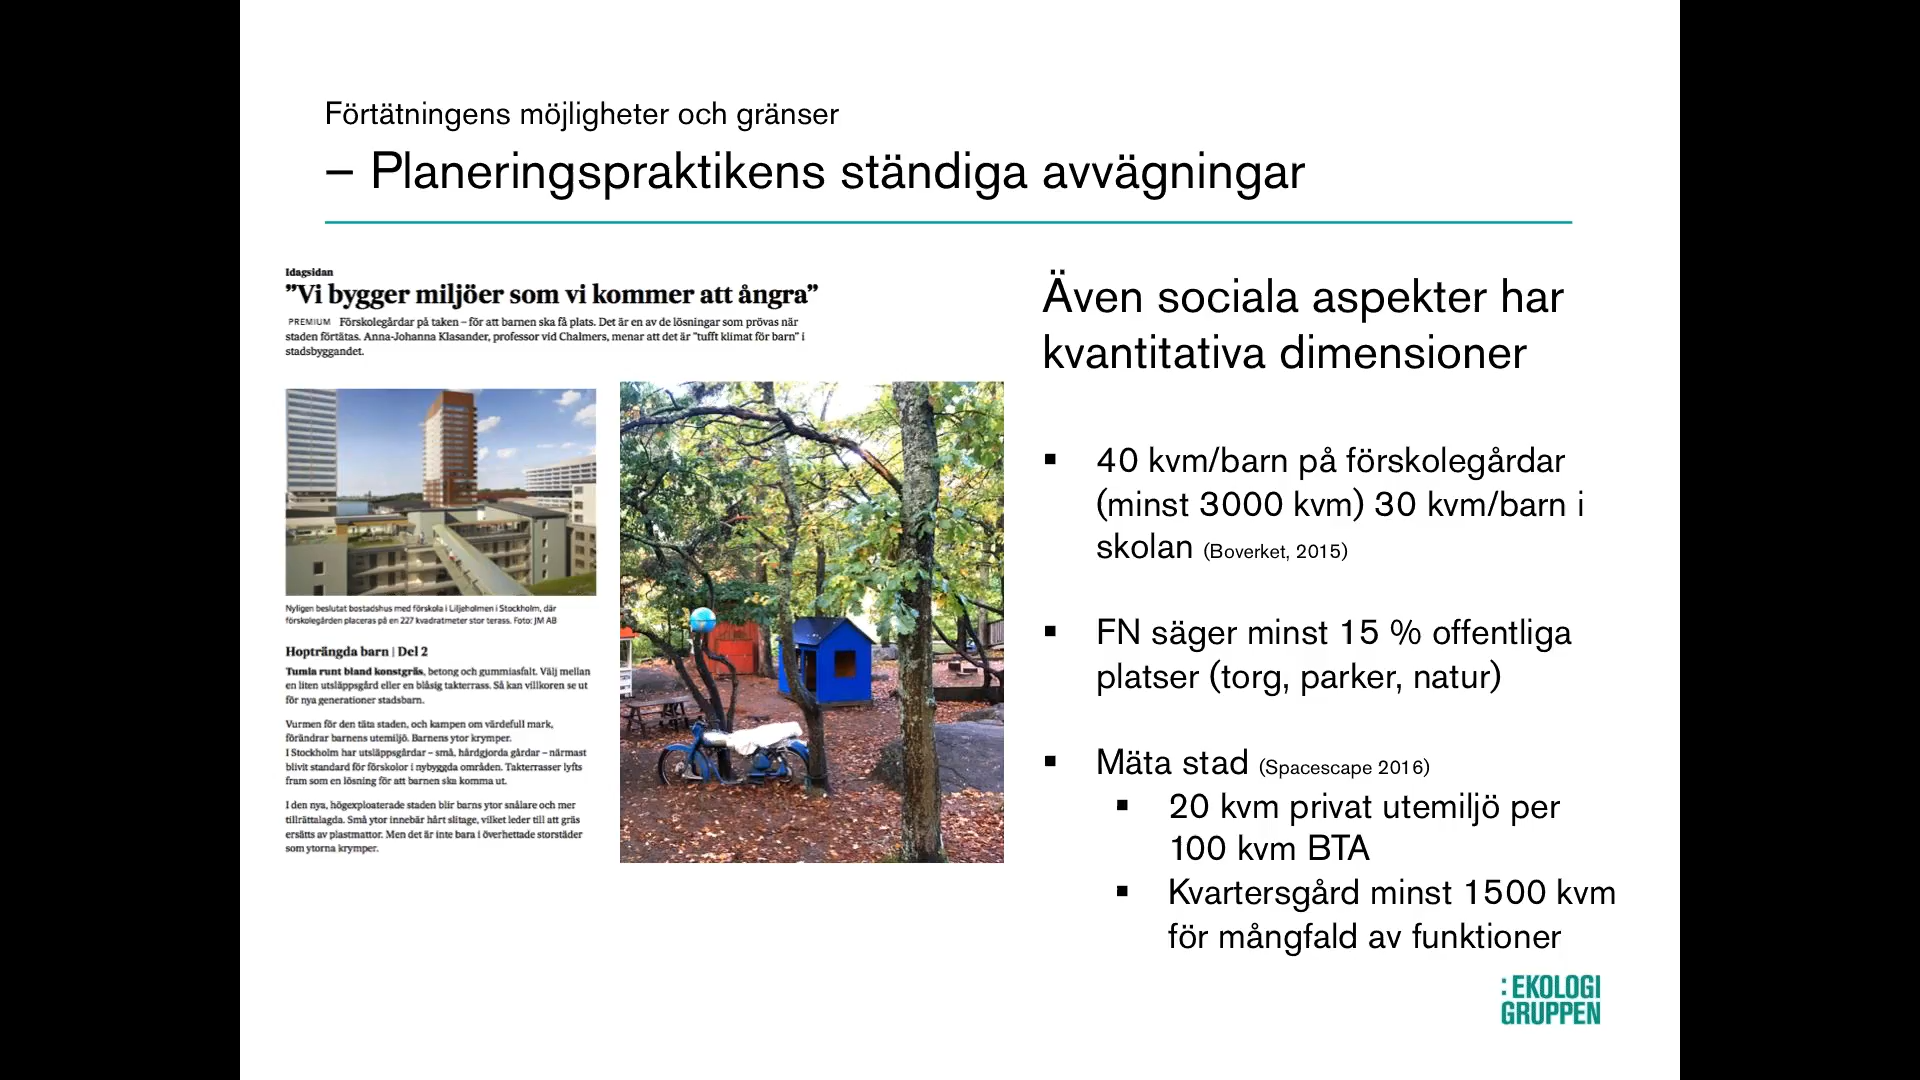 Förtätningens möjligheter och gränser
– Planeringspraktikens ständiga avvägningar
Idagsidan
”Vi bygger miljöer som vi kommer att ångra”
PREMIUM Förskolegårdar på taken – för att barnen ska få plats. Det är en av de lösningar som prövas när
staden förtätas. Anna-Johanna Klasander, professor vid Chalmers, menar att det är ”tufft klimat för barn” i
stadsbyggandet.
Nyligen beslutat bostadshus med förskola i Liljeholmen i Stockholm, där
förskolegården placeras på en 227 kvadratmeter stor terass. Foto: JM AB
Hopträngda barn | Del 2
Tumla runt bland konstgräs, betong och gummiasfalt. Välj mellan
en liten utsläppsgård eller en blåsig takterrass. Så kan villkoren se ut
för nya generationer stadsbarn.
Vurmen för den täta staden, och kampen om värdefull mark,
förändrar barnens utemiljö. Barnens ytor krymper.
I Stockholm har utsläppsgårdar – små, hårdgjorda gårdar – närmast
blivit standard för förskolor i nybyggda områden. Takterrasser lyfts
fram som en lösning för att barnen ska komma ut.
I den nya, högexploaterade staden blir barns ytor snålare och mer
tillrättalagda. Små ytor innebär hårt slitage, vilket leder till att gräs
ersätts av plastmattor. Men det är inte bara i överhettade storstäder
som ytorna krymper.
Även sociala aspekter har
kvantitativa dimensioner
▪ 40 kvm/barn på förskolegårdar
(minst 3000 kvm) 30 kvm/barn i
skolan (Boverket, 2015)
▪ FN säger minst 15 % offentliga
platser (torg, parker, natur)
▪ Mäta stad (Spacescape 2016)
▪ 20 kvm privat utemiljö per
100 kvm BTA
▪ Kvartersgård minst 1500 kvm
för mångfald av funktioner
:EKOLOGI
GRUPPEN